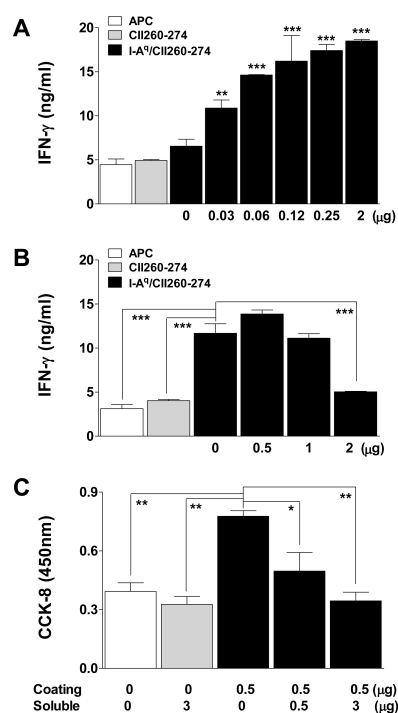 A
APC
CII260-274
I-Aᑫ/CII260-274
IFN-γ (ng/ml)
20
15
10
5
0
** *** *** *** ***
0 0.03 0.06 0.12 0.25 2 (μg)
B
APC
CII260-274
I-Aᑫ/CII260-274
IFN-γ (ng/ml)
20
15
10
5
0
*** *** ***
0 0.5 1 2 (μg)
C
CCK-8 (450nm)
0.9
0.6
0.3
0.0
** ** * **
Coating 0 0 0.5 0.5 0.5 (μg)
Soluble 0 3 0 0.5 3 (μg)